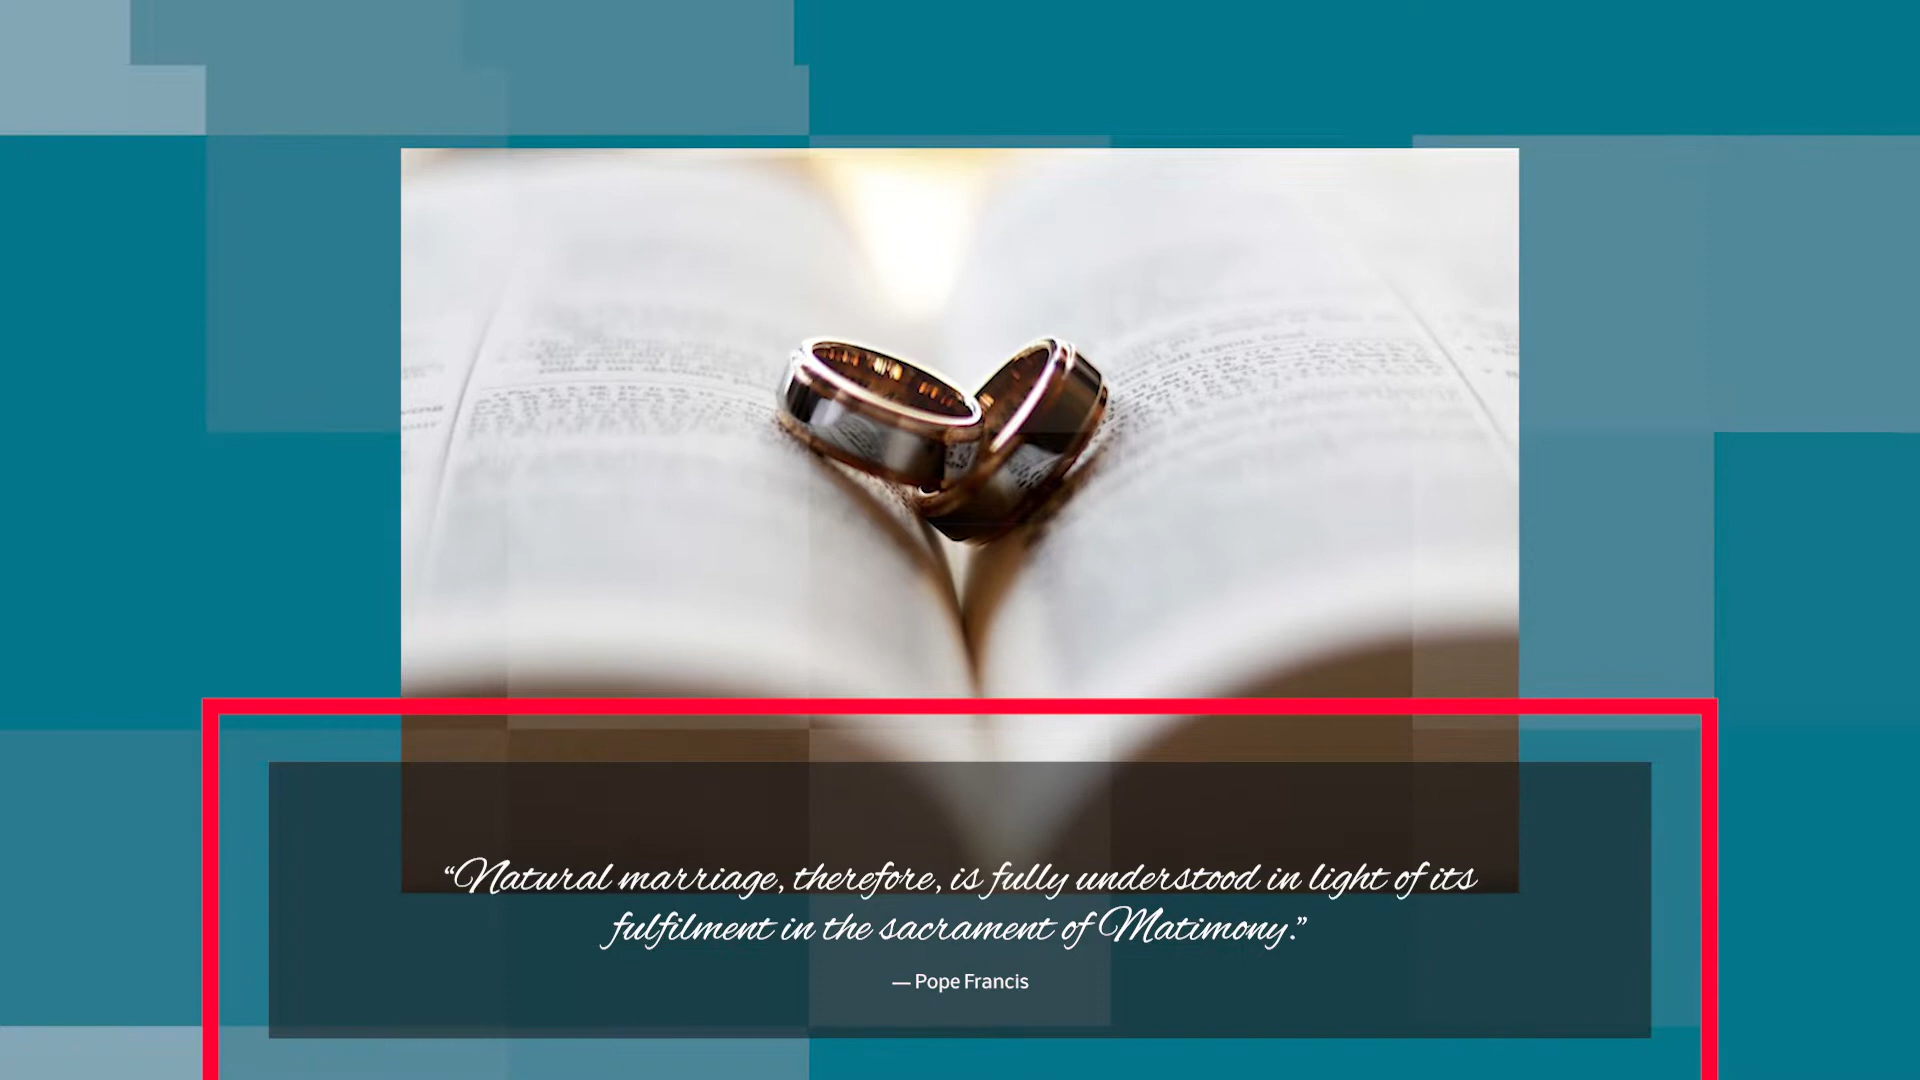 “Natural marriage, therefore, is fully understood in light of its
fulfilment in the sacrament of Matimony.”
— Pope Francis